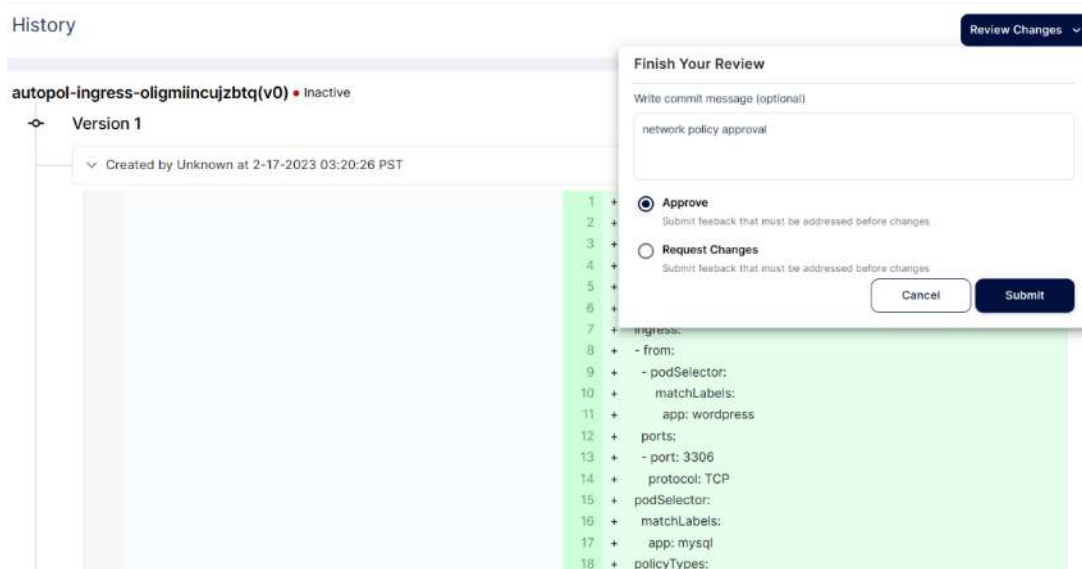 History
Review Changes
Finish Your Review
Write commit message (optional)
network policy approval
Approve
Submit feeback that must be addressed before changes
Request Changes
Submit feeback that must be addressed before changes
Cancel
Submit
autopol-ingress-oligmiincujzbtq(v0) • Inactive
Version 1
Created by Unknown at 2-17-2023 03:20:26 PST
1 +
2 +
3 +
4 +
5 +
6 +
7 + ingress:
8 + - from:
9 + - podSelector:
10 + matchLabels:
11 + app: wordpress
12 + ports:
13 + - port: 3306
14 + protocol: TCP
15 + podSelector:
16 + matchLabels:
17 + app: mysql
18 + policyTypes: